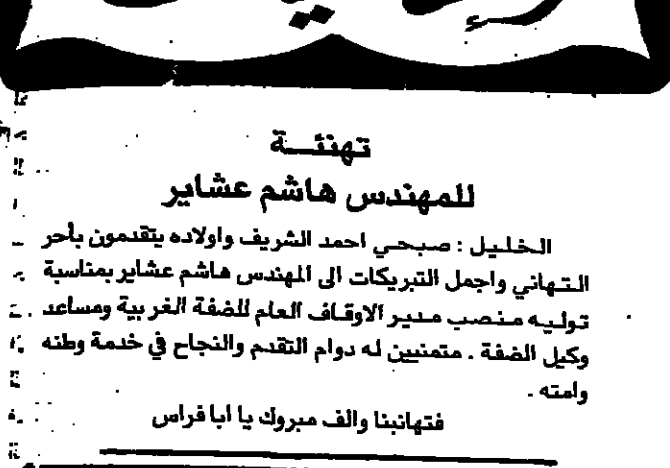 تهنئة
للمهندس هاشم عشاير
الخليل : صبحي احمد الشريف واولاده يتقدمون بأحر
التهاني واجمل التبريكات الى المهندس هاشم عشاير بمناسبة
توليه منصب مدير الاوقاف العام للضفة الغربية ومساعد
وكيل الضفة . متمنيين له دوام التقدم والنجاح في خدمة وطنه
وامته .
فتهانينا والف مبروك يا ابا فراس